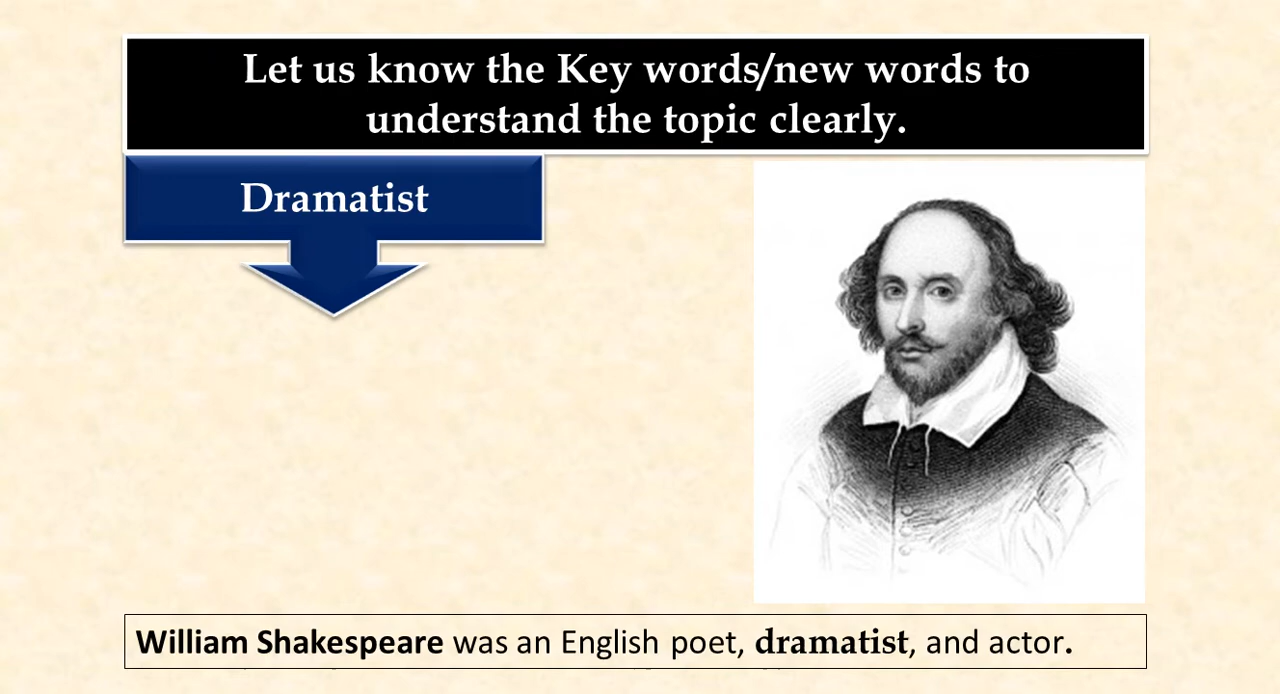 Let us know the Key words/new words to
understand the topic clearly.
Dramatist
William Shakespeare was an English poet, dramatist, and actor.